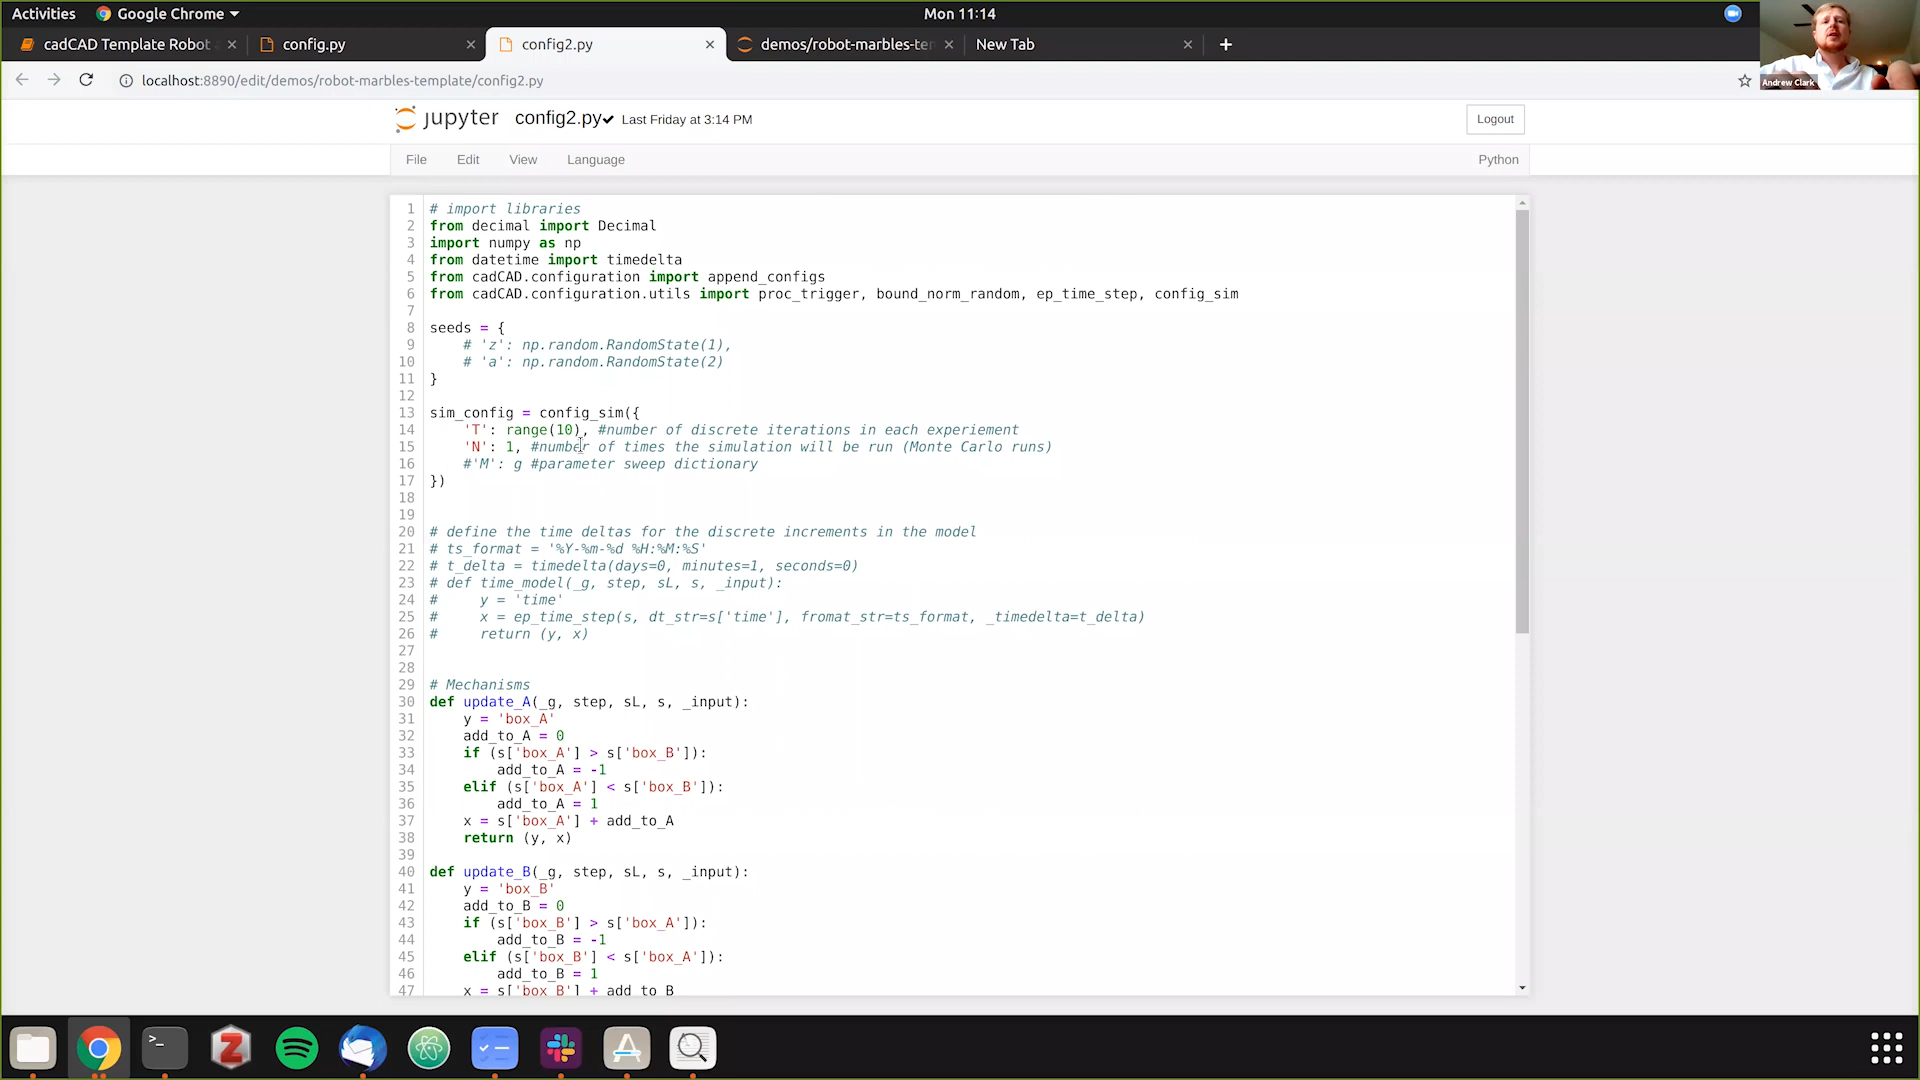 Activities
Google Chrome
Mon 11:14
cadCAD Template Robot
config.py
config2.py
demos/robot-marbles-te
New Tab
Andrew Clark
localhost:8890/edit/demos/robot-marbles-template/config2.py
jupyter config2.py Last Friday at 3:14 PM
Logout
File Edit View Language
Python
1 # import libraries
2 from decimal import Decimal
3 import numpy as np
4 from datetime import timedelta
5 from cadCAD.configuration import append_configs
6 from cadCAD.configuration.utils import proc_trigger, bound_norm_random, ep_time_step, config_sim
7
8 seeds = {
9 # 'z': np.random.RandomState(1),
10 # 'a': np.random.RandomState(2)
11 }
12
13 sim_config = config_sim({
14 'T': range(10), #number of discrete iterations in each experiement
15 'N': 1, #number of times the simulation will be run (Monte Carlo runs)
16 #'M': g #parameter sweep dictionary
17 })
18
19
20 # define the time deltas for the discrete increments in the model
21 # ts_format = '%Y-%m-%d %H:%M:%S'
22 # t_delta = timedelta(days=0, minutes=1, seconds=0)
23 # def time_model(_g, step, sL, s, _input):
24 # y = 'time'
25 # x = ep_time_step(s, dt_str=s['time'], fromat_str=ts_format, _timedelta=t_delta)
26 # return (y, x)
27
28
29 # Mechanisms
30 def update_A(_g, step, sL, s, _input):
31 y = 'box_A'
32 add_to_A = 0
33 if (s['box_A'] > s['box_B']):
34 add_to_A = -1
35 elif (s['box_A'] < s['box_B']):
36 add_to_A = 1
37 x = s['box_A'] + add_to_A
38 return (y, x)
39
40 def update_B(_g, step, sL, s, _input):
41 y = 'box_B'
42 add_to_B = 0
43 if (s['box_B'] > s['box_A']):
44 add_to_B = -1
45 elif (s['box_B'] < s['box_A']):
46 add_to_B = 1
47 x = s['box_B'] + add_to_B